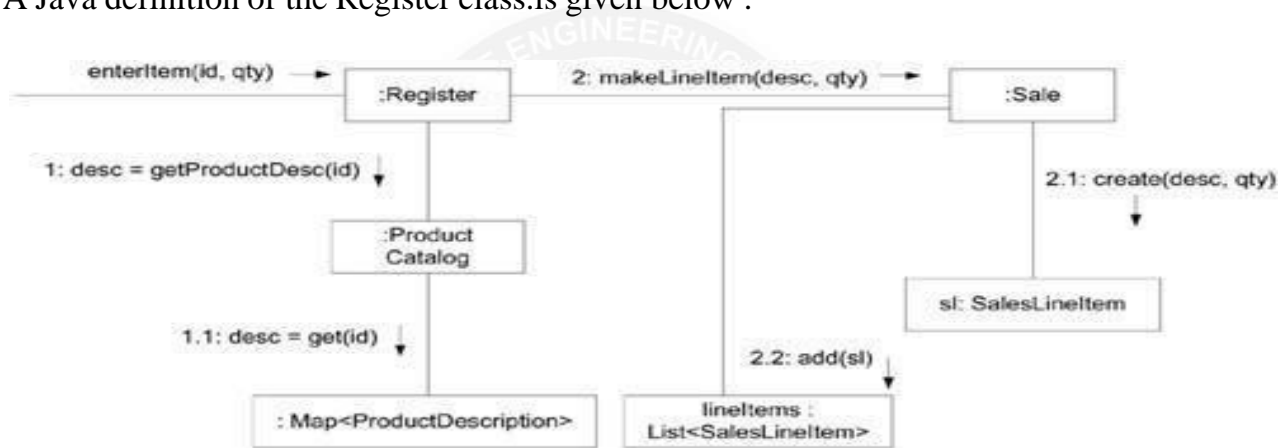 A Java definition of the Register class.is given below .
ENGINEERING
enterItem(id, qty)
:Register
2: makeLineItem(desc, qty)
:Sale
1: desc = getProductDesc(id)
2.1: create(desc, qty)
:Product
Catalog
sl: SalesLineItem
1.1: desc = get(id)
2.2: add(sl)
: Map<ProductDescription>
lineItems :
List<SalesLineItem>